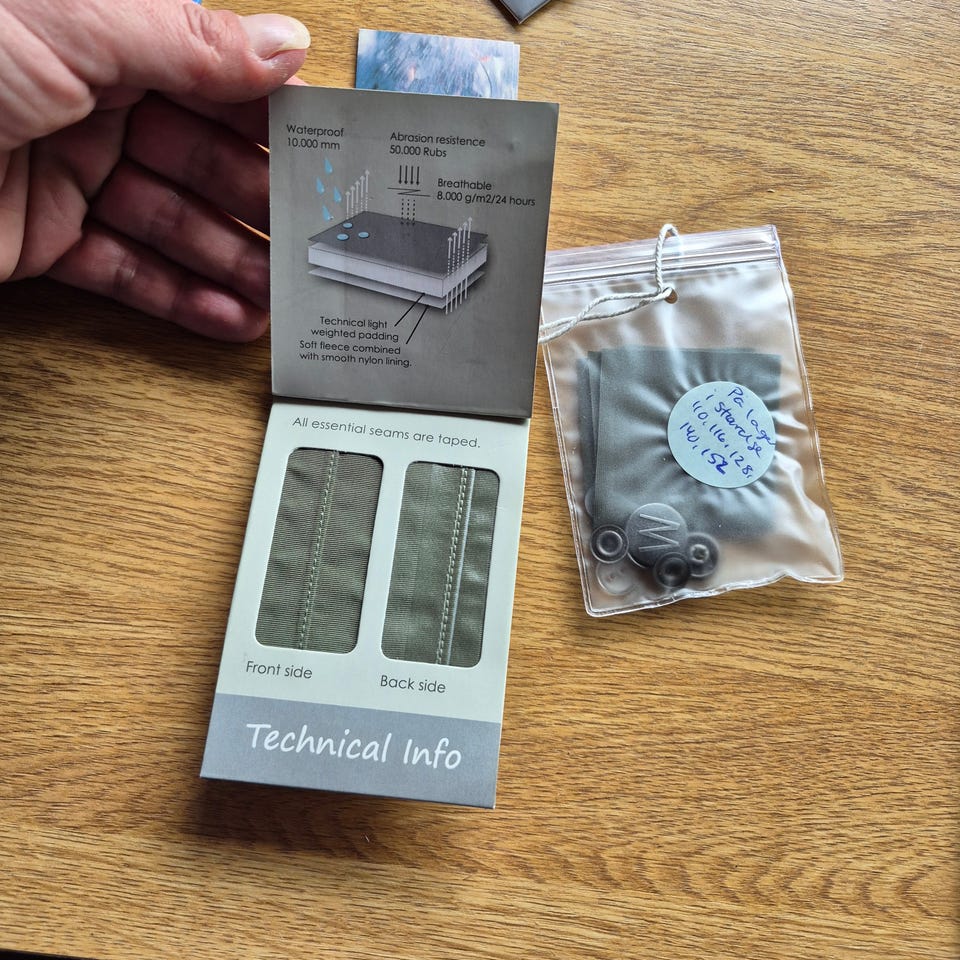 Waterproof
10.000 mm
Abrasion resistence
50.000 Rubs
Breathable
8.000 g/m2/24 hours
Technical light
weighted padding
Soft fleece combined
with smooth nylon lining.
All essential seams are taped.
Front side
Back side
Technical Info
På lager
i størrelse
110, 116, 128,
140, 152
W